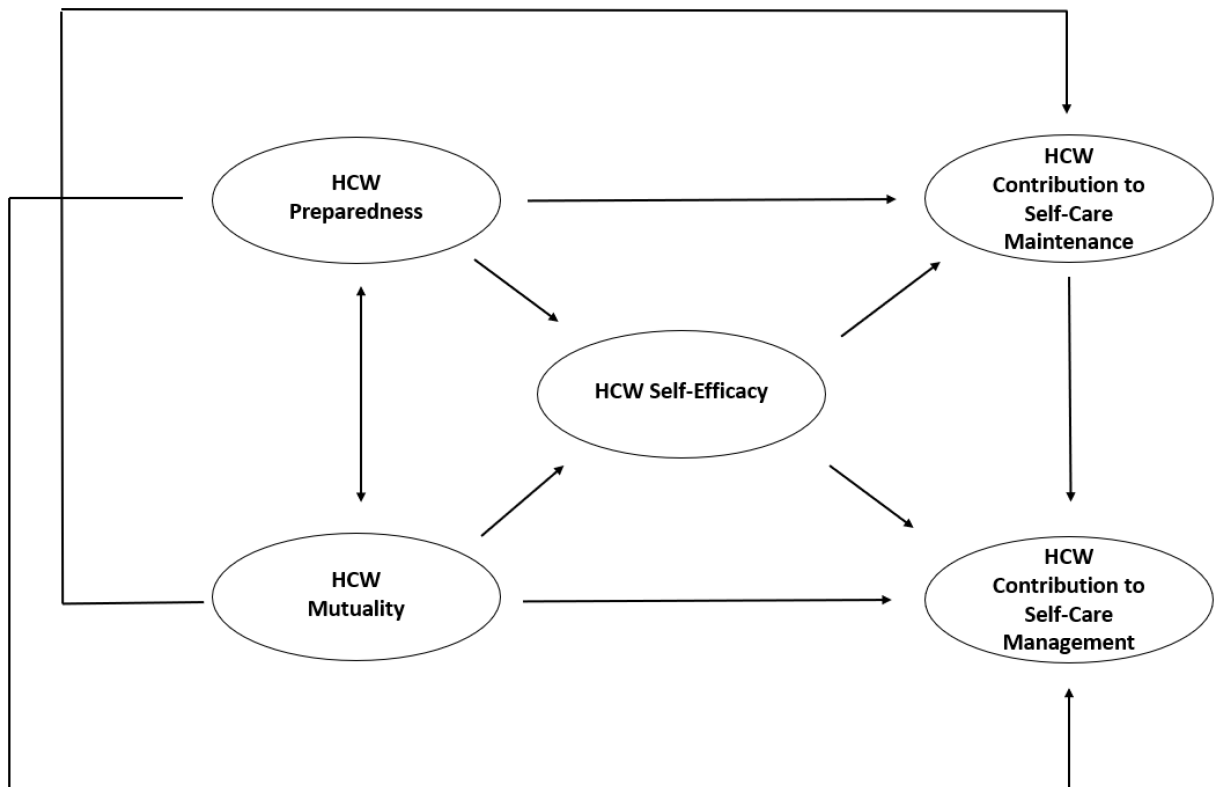 HCW
Preparedness
HCW
Contribution to
Self-Care
Maintenance
HCW Self-Efficacy
HCW
Mutuality
HCW
Contribution to
Self-Care
Management